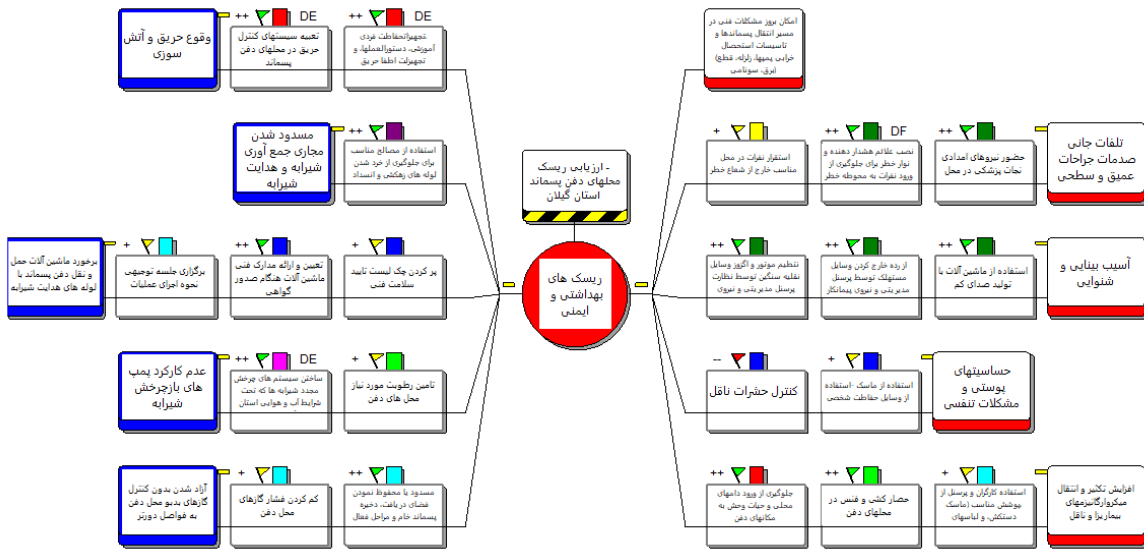 - ارزیابی ریسک
محلهای دفن پسماند
استان گیلان
ریسک های
بهداشتی و
ایمنی
وقوع حریق و آتش
سوزی
++
تعبیه سیستهای کنترل
حریق در محلهای دفن
پسماند
++ DE
تجهیزاتحفاظت فردی
آموزشی، دستورالعملها، و
تجهیزلت اطفا حریق
DE
مسدود شدن
مجاری جمع آوری
شیرابه و هدایت
شیرابه
++
استفاده از مصالح مناسب
برای جلوگیری از خرد شدن
لوله های زهکشی و انسداد
برخورد ماشین آلات حمل
و نقل دفن پسماند با
لوله های هدایت شیرابه
+
برگزاری جلسه توجیهی
نحوه اجرای عملیات
++
تعیین و ارائه مدارک فنی
ماشین آلات هنگام صدور
گواهی
+
پر کردن چک لیست تایید
سلامت فنی
عدم کارکرد پمپ
های بازچرخش
شیرابه
++ DE
ساختن سیستم های چرخش
مجدد شیرابه ها که تحت
شرایط آب و هوایی استان
+
تامین رطوبت مورد نیاز
محل های دفن
آزاد شدن بدون کنترل
گازهای بدبو محل دفن
به فواصل دورتر
+
کم کردن فشار گازهای
محل دفن
++
مسدود یا محفوظ نمودن
فضای دریافت، ذخیره
پسماند خام و مراحل فعال
امکان بروز مشکلات فنی در
مسیر انتقال پسماندها و
تاسیسات استحصال
خرابی پمپها، زلزله، قطع)
(برق، سونامی
تلفات جانی
صدمات جراحات
عمیق و سطحی
++
حضور نیروهای امدادی
نجات پزشکی در محل
++ DF
نصب علائم هشدار دهنده و
نوار خطر برای جلوگیری از
ورود نفرات به محوطه خطر
+
استقرار نفرات در محل
مناسب خارج از شعاع خطر
آسیب بینایی و
شنوایی
++
استفاده از ماشین آلات با
تولید صدای کم
++
از رده خارج کردن وسایل
مستهلک توسط پرسنل
مدیریتی و نیروی پیمانکار
++
تنظیم موتور و اگزوز وسایل
نقلیه سنگین توسط نظارت
پرسنل مدیریتی و نیروی
حساسیتهای
پوستی و
مشکلات تنفسی
+
استفاده از ماسک -استفاده
از وسایل حفاظت شخصی
--
کنترل حشرات ناقل
افزایش تکثیر و انتقال
میکروارگانیزمهای
بیماریزا و ناقل
+
استفاده کارگران و پرسنل از
پوشش مناسب (ماسک
دستکش، و لباسهای
++
حصار کشی و فنس در
محلهای دفن
++
جلوگیری از ورود دامهای
محلی و حیات وحش به
مکانهای دفن